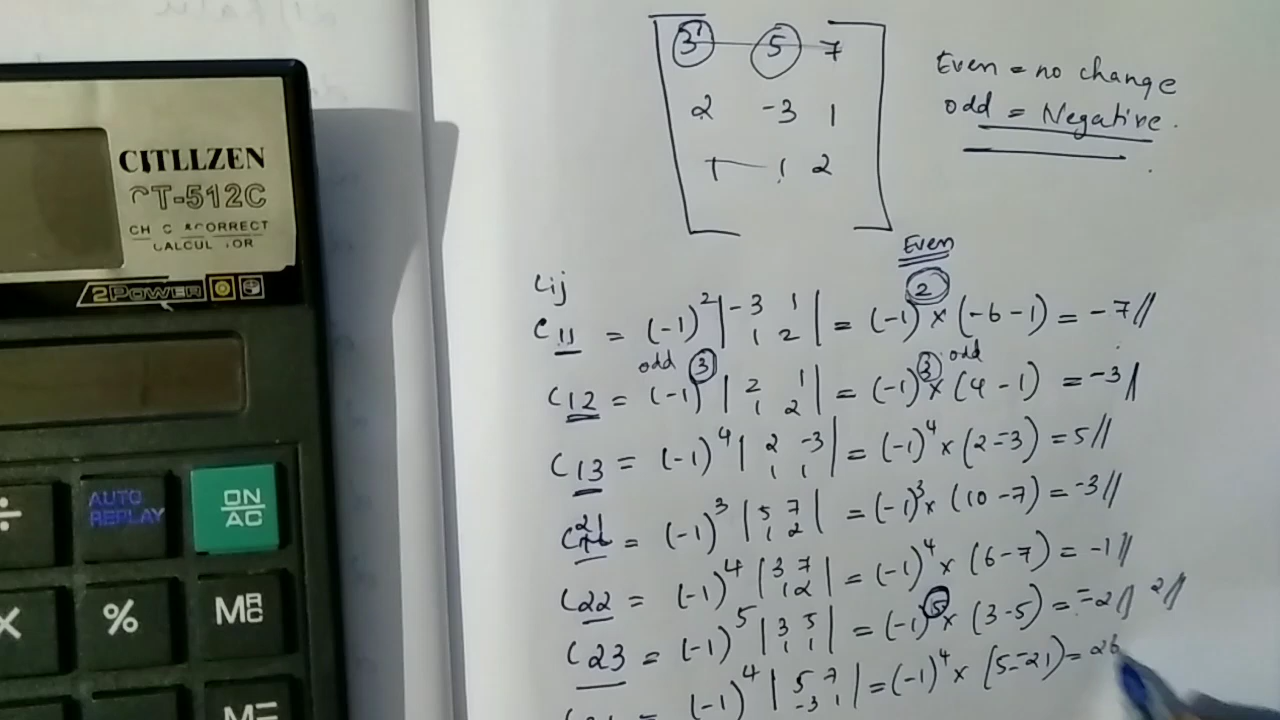 3 5 7
2 -3 1
1 1 2
Even = no change
odd = Negative.
CITLLZEN
CT-512C
CORRECT
2POWER
ON/AC
AUTO REPLAY
÷
×
%
Even
Cij
C11 = (-1)² |-3 1 1 2| = (-1)² × (-6-1) = -7//
odd odd
C12 = (-1)³ |2 1 1 2| = (-1)³ × (4-1) = -3//
C13 = (-1)⁴ |2 -3 1 1| = (-1)⁴ × (2--3) = 5//
C21 = (-1)³ |5 7 1 2| = (-1)³ × (10-7) = -3//
C22 = (-1)⁴ |3 7 1 2| = (-1)⁴ × (6-7) = -1//
C23 = (-1)⁵ |3 5 1 1| = (-1)⁵ × (3-5) = --2// 2//
= (-1)⁴ |5 7 -3 1| = (-1)⁴ × (5--21) = 26